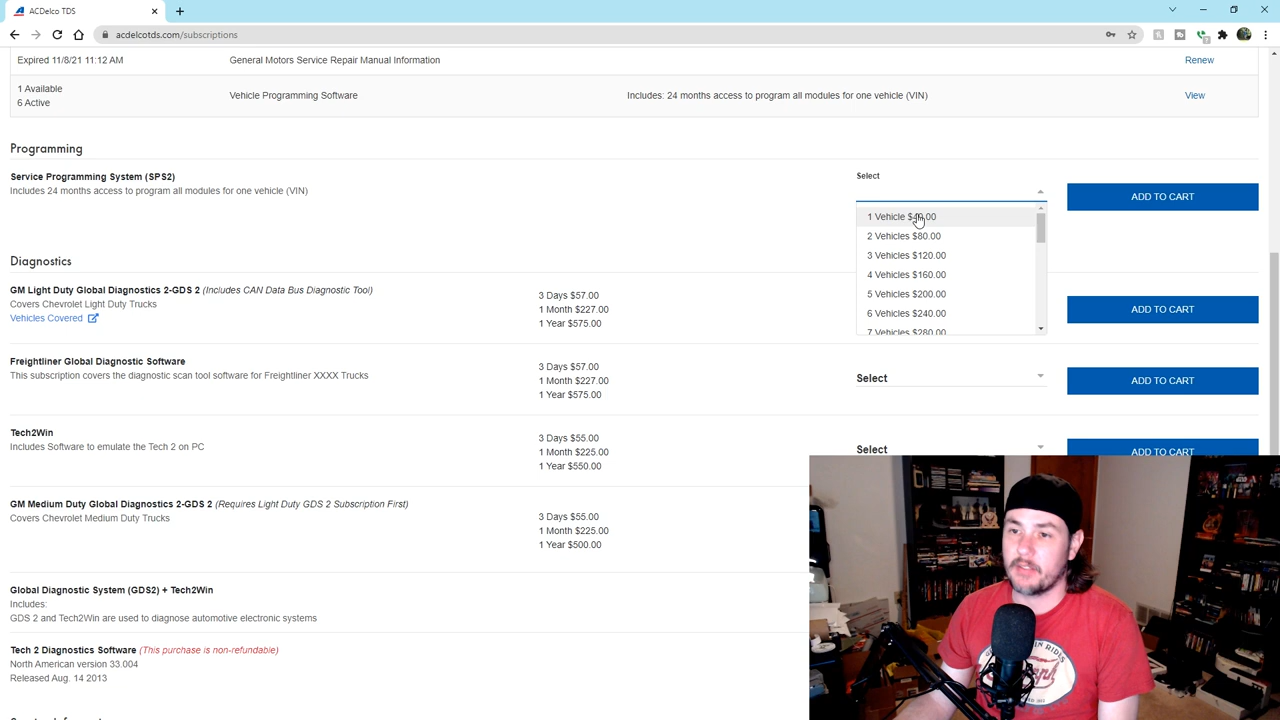 ACDelco TDS
acdelcotds.com/subscriptions
Expired 11/8/21 11:12 AM
General Motors Service Repair Manual Information
Renew
1 Available
6 Active
Vehicle Programming Software
Includes: 24 months access to program all modules for one vehicle (VIN)
View
Programming
Service Programming System (SPS2)
Includes 24 months access to program all modules for one vehicle (VIN)
Select
ADD TO CART
1 Vehicle $40.00
2 Vehicles $80.00
3 Vehicles $120.00
4 Vehicles $160.00
5 Vehicles $200.00
6 Vehicles $240.00
7 Vehicles $280.00
Diagnostics
GM Light Duty Global Diagnostics 2-GDS 2 (Includes CAN Data Bus Diagnostic Tool)
Covers Chevrolet Light Duty Trucks
Vehicles Covered
3 Days $57.00
1 Month $227.00
1 Year $575.00
ADD TO CART
Freightliner Global Diagnostic Software
This subscription covers the diagnostic scan tool software for Freightliner XXXX Trucks
3 Days $57.00
1 Month $227.00
1 Year $575.00
Select
ADD TO CART
Tech2Win
Includes Software to emulate the Tech 2 on PC
3 Days $55.00
1 Month $225.00
1 Year $550.00
Select
ADD TO CART
GM Medium Duty Global Diagnostics 2-GDS 2 (Requires Light Duty GDS 2 Subscription First)
Covers Chevrolet Medium Duty Trucks
3 Days $55.00
1 Month $225.00
1 Year $500.00
Global Diagnostic System (GDS2) + Tech2Win
Includes:
GDS 2 and Tech2Win are used to diagnose automotive electronic systems
Tech 2 Diagnostics Software (This purchase is non-refundable)
North American version 33.004
Released Aug. 14 2013